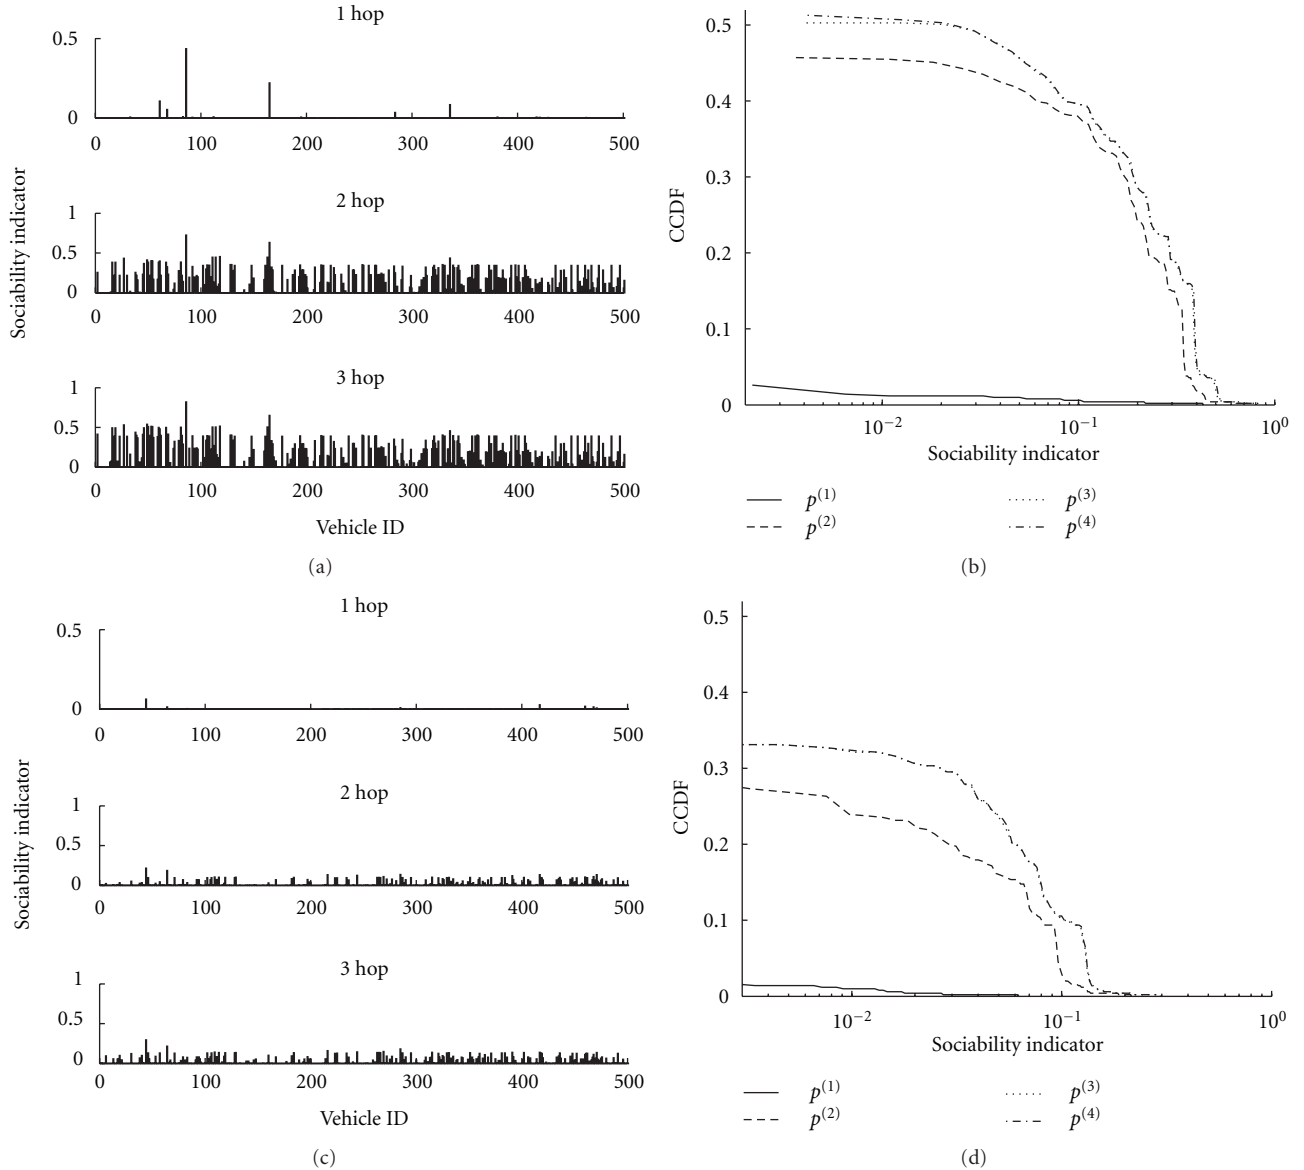 1 hop
0.5
0
0 100 200 300 400 500
2 hop
1
0.5
0
0 100 200 300 400 500
3 hop
1
0.5
0
0 100 200 300 400 500
Sociability indicator
Vehicle ID
(a)
0.5
0.4
0.3
0.2
0.1
0
CCDF
10⁻² 10⁻¹ 10⁰
Sociability indicator
p⁽¹⁾ p⁽³⁾
p⁽²⁾ p⁽⁴⁾
(b)
1 hop
0.5
0
0 100 200 300 400 500
2 hop
1
0.5
0
0 100 200 300 400 500
3 hop
1
0.5
0
0 100 200 300 400 500
Sociability indicator
Vehicle ID
(c)
0.5
0.4
0.3
0.2
0.1
0
CCDF
10⁻² 10⁻¹ 10⁰
Sociability indicator
p⁽¹⁾ p⁽³⁾
p⁽²⁾ p⁽⁴⁾
(d)